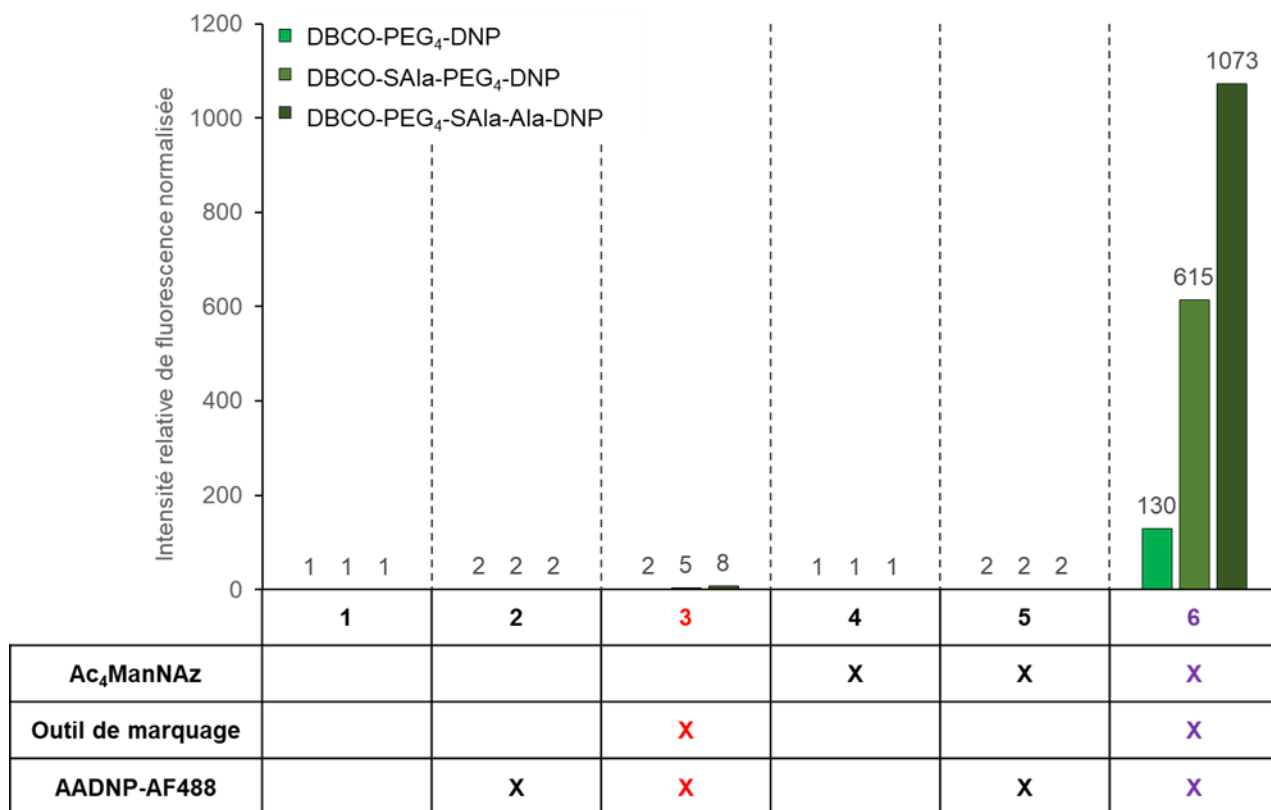 Intensité relative de fluorescence normalisée
1200
1000
800
600
400
200
0
DBCO-PEG₄-DNP
DBCO-SAla-PEG₄-DNP
DBCO-PEG₄-SAla-Ala-DNP
1 1 1 2 2 2 2 5 8 1 1 1 2 2 2 130 615 1073
1 2 3 4 5 6
Ac₄ManNAz X X X
Outil de marquage X X
AADNP-AF488 X X X X